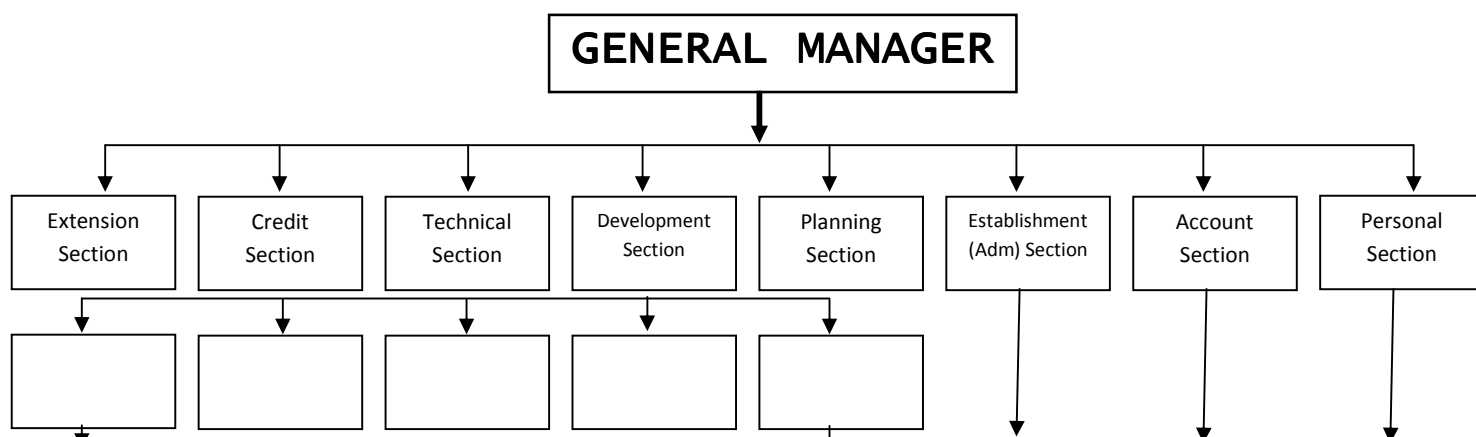 GENERAL MANAGER
Extension
Section
Credit
Section
Technical
Section
Development
Section
Planning
Section
Establishment
(Adm) Section
Account
Section
Personal
Section